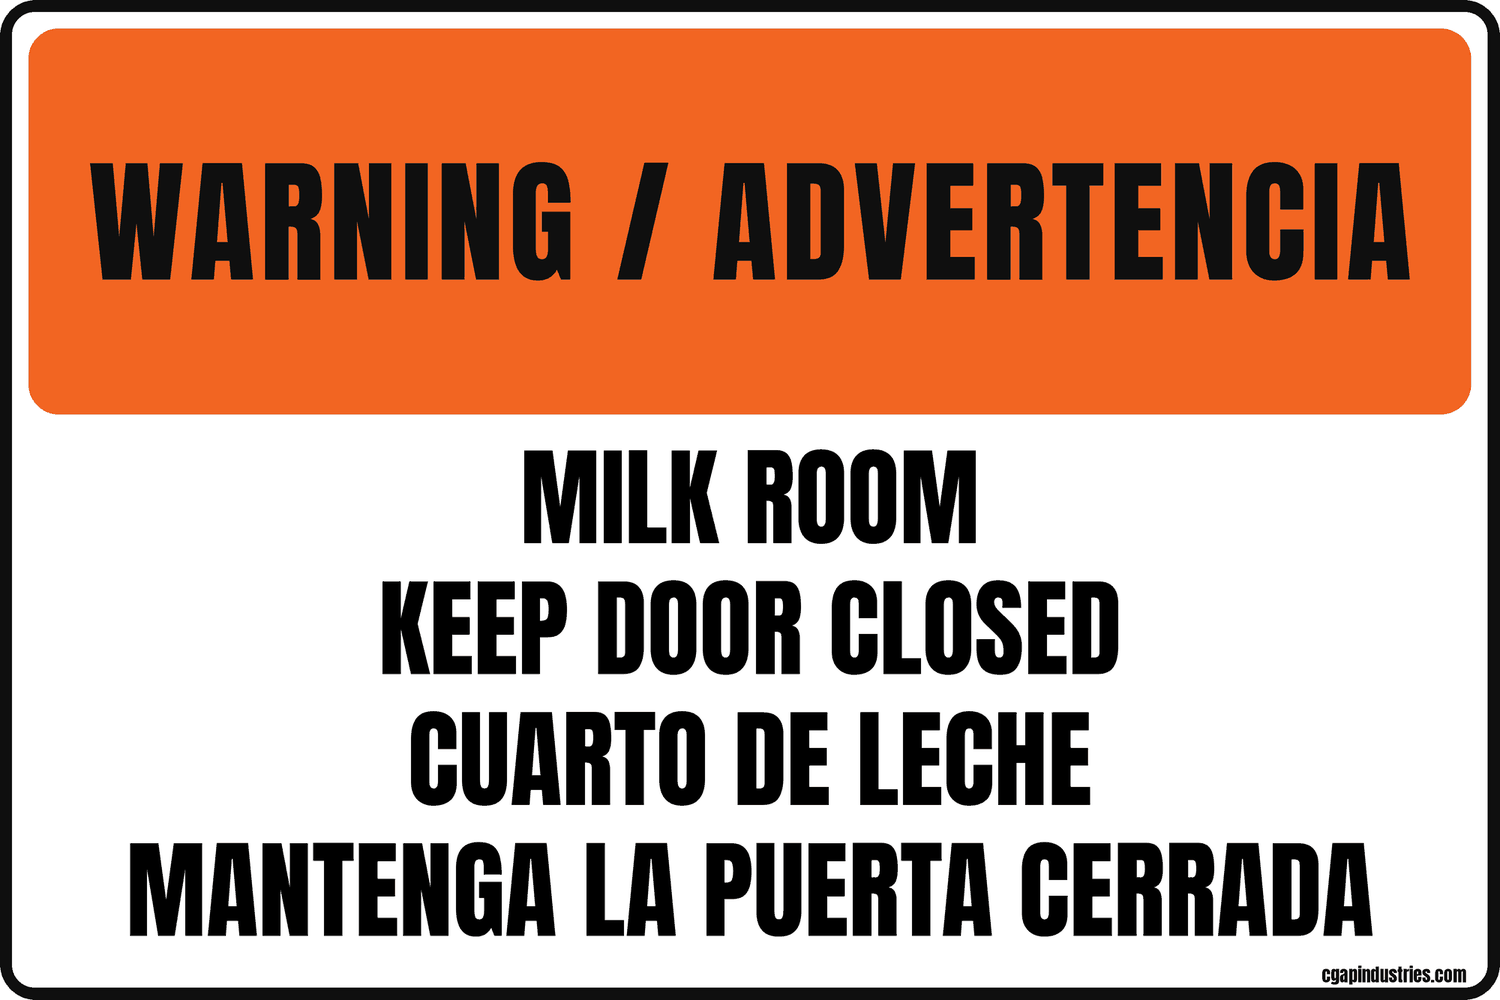 WARNING / ADVERTENCIA
MILK ROOM
KEEP DOOR CLOSED
CUARTO DE LECHE
MANTENGA LA PUERTA CERRADA
cgapindustries.com